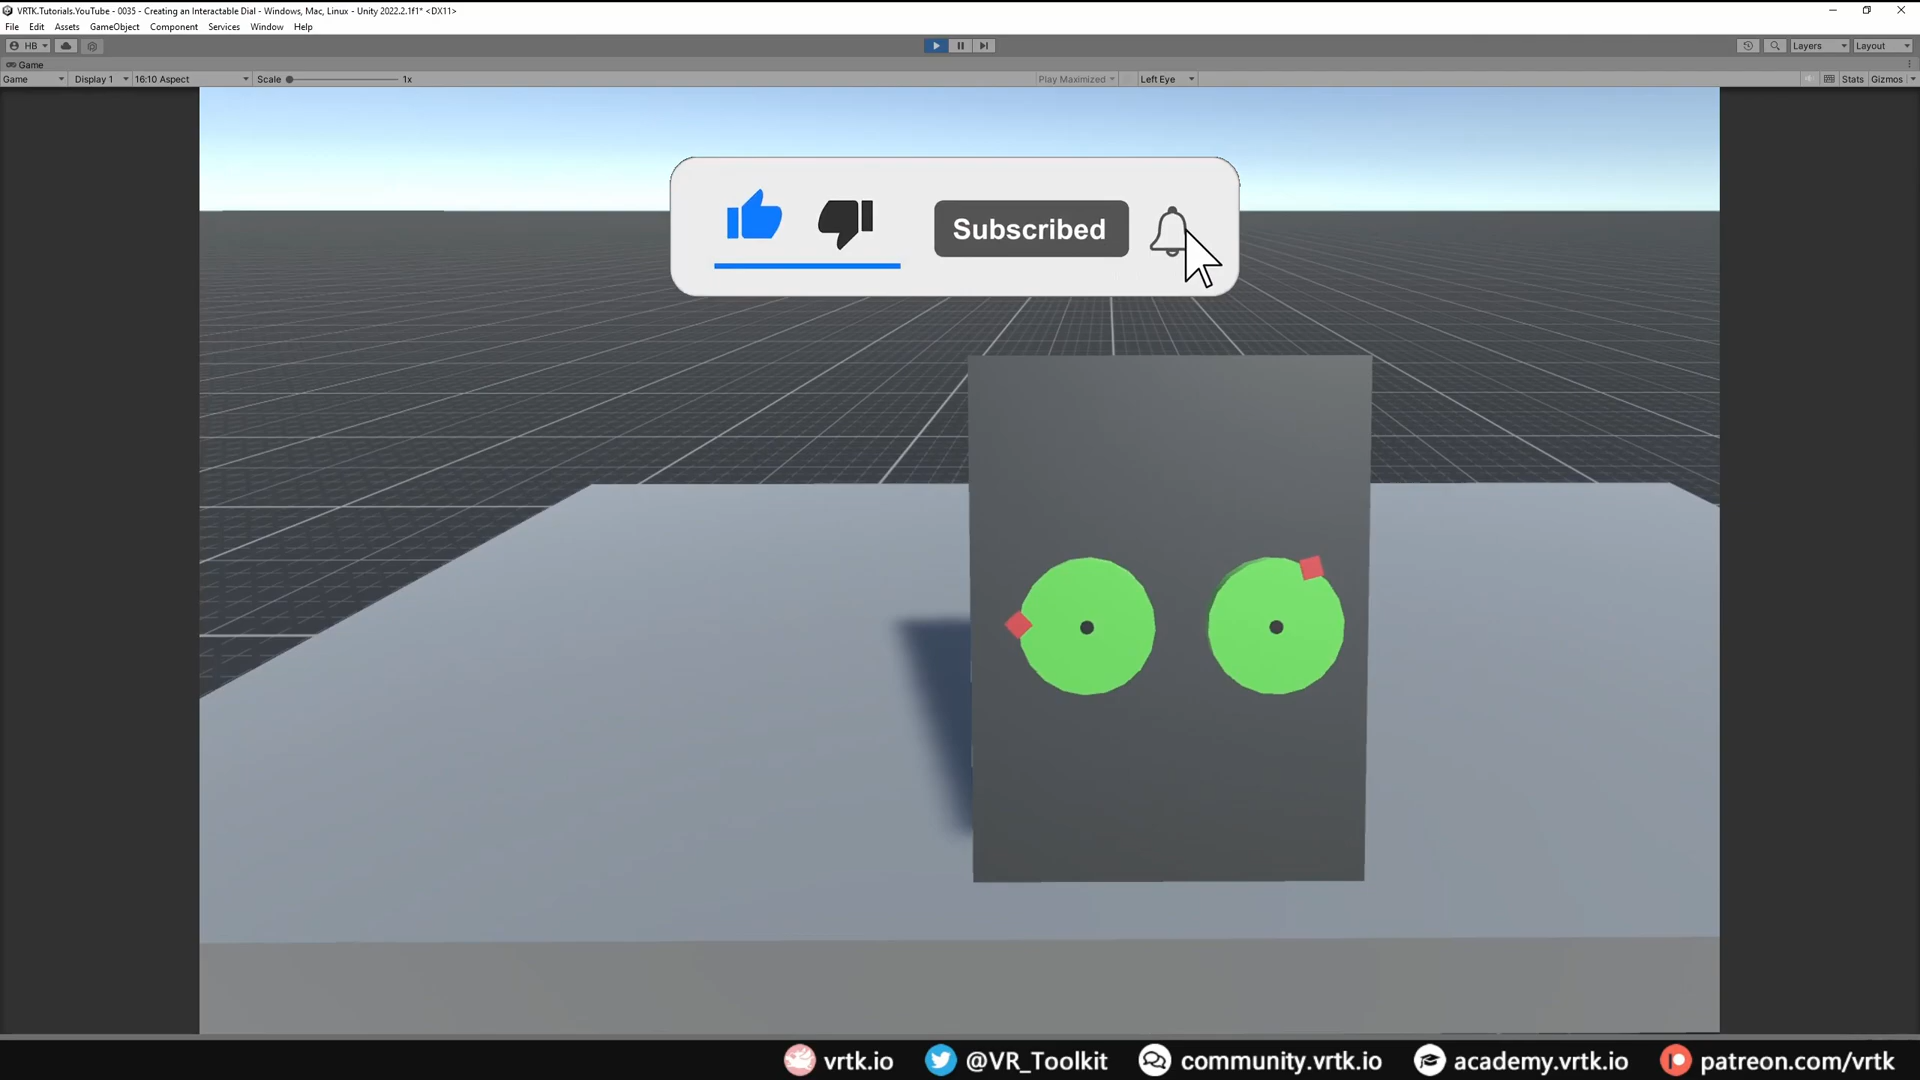 VRTK.Tutorials.YouTube - 0035 - Creating an Interactable Dial - Windows, Mac, Linux - Unity 2022.2.1f1* <DX11>
File Edit Assets GameObject Component Services Window Help
HB Layers Layout
Game
Game Display 1 16:10 Aspect Scale 1x Play Maximized Left Eye Stats Gizmos
Subscribed
vrtk.io @VR_Toolkit community.vrtk.io academy.vrtk.io patreon.com/vrtk